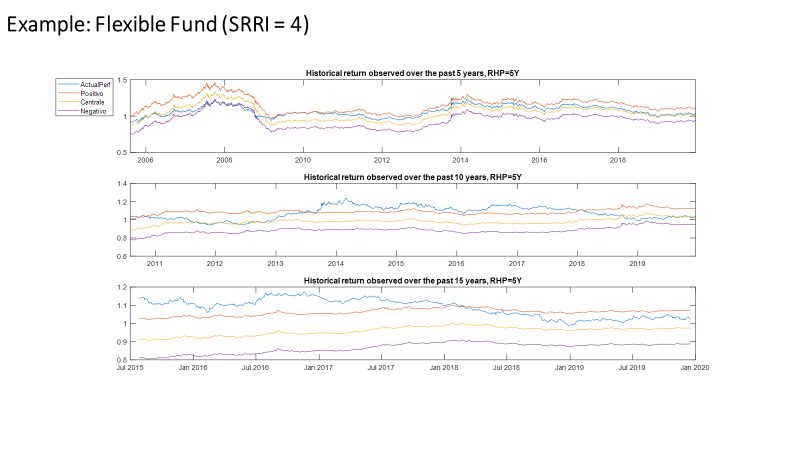 Example: Flexible Fund (SRRI = 4)
Historical return observed over the past 5 years, RHP=5Y
ActualPerf
Positivo
Centrale
Negativo
1.5
1
0.5
2006 2008 2010 2012 2014 2016 2018
Historical return observed over the past 10 years, RHP=5Y
1.4
1.2
1
0.8
0.6
2011 2012 2013 2014 2015 2016 2017 2018 2019
Historical return observed over the past 15 years, RHP=5Y
1.2
1.1
1
0.9
0.8
Jul 2015 Jan 2016 Jul 2016 Jan 2017 Jul 2017 Jan 2018 Jul 2018 Jan 2019 Jul 2019 Jan 2020